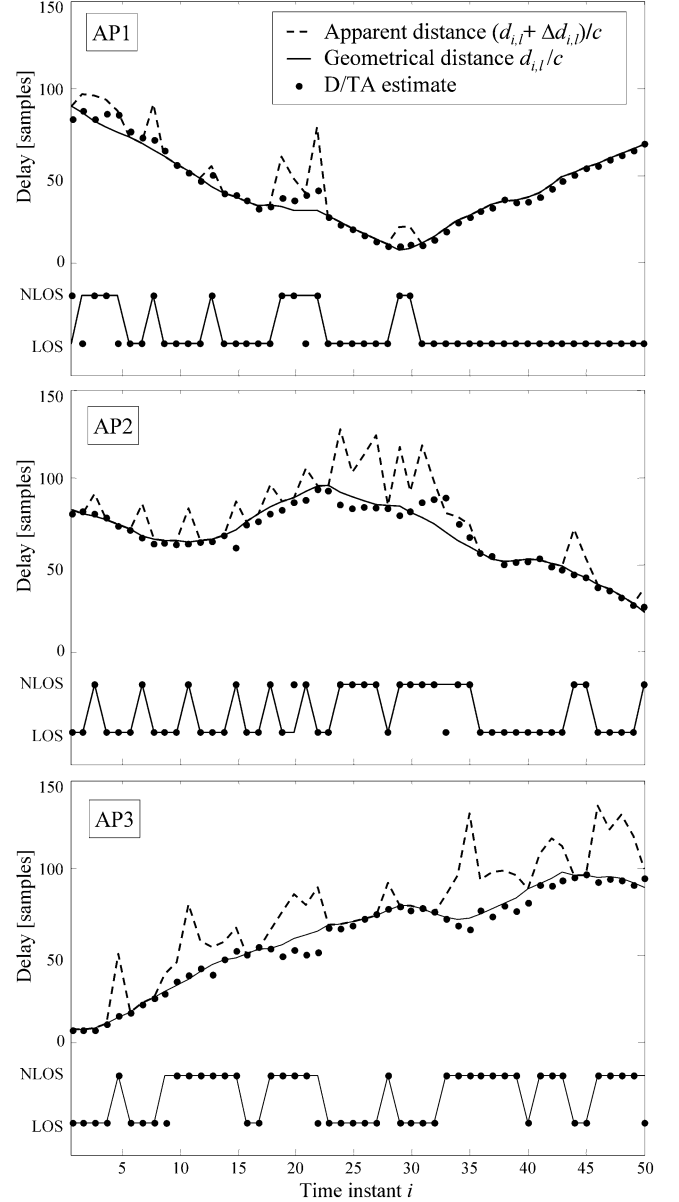 150
AP1
Apparent distance (d_{i,l}+ Δd_{i,l})/c
Geometrical distance d_{i,l}/c
D/TA estimate
100
Delay [samples]
50
0
NLOS
LOS
150
AP2
100
Delay [samples]
50
0
NLOS
LOS
150
AP3
100
Delay [samples]
50
0
NLOS
LOS
5 10 15 20 25 30 35 40 45 50
Time instant i